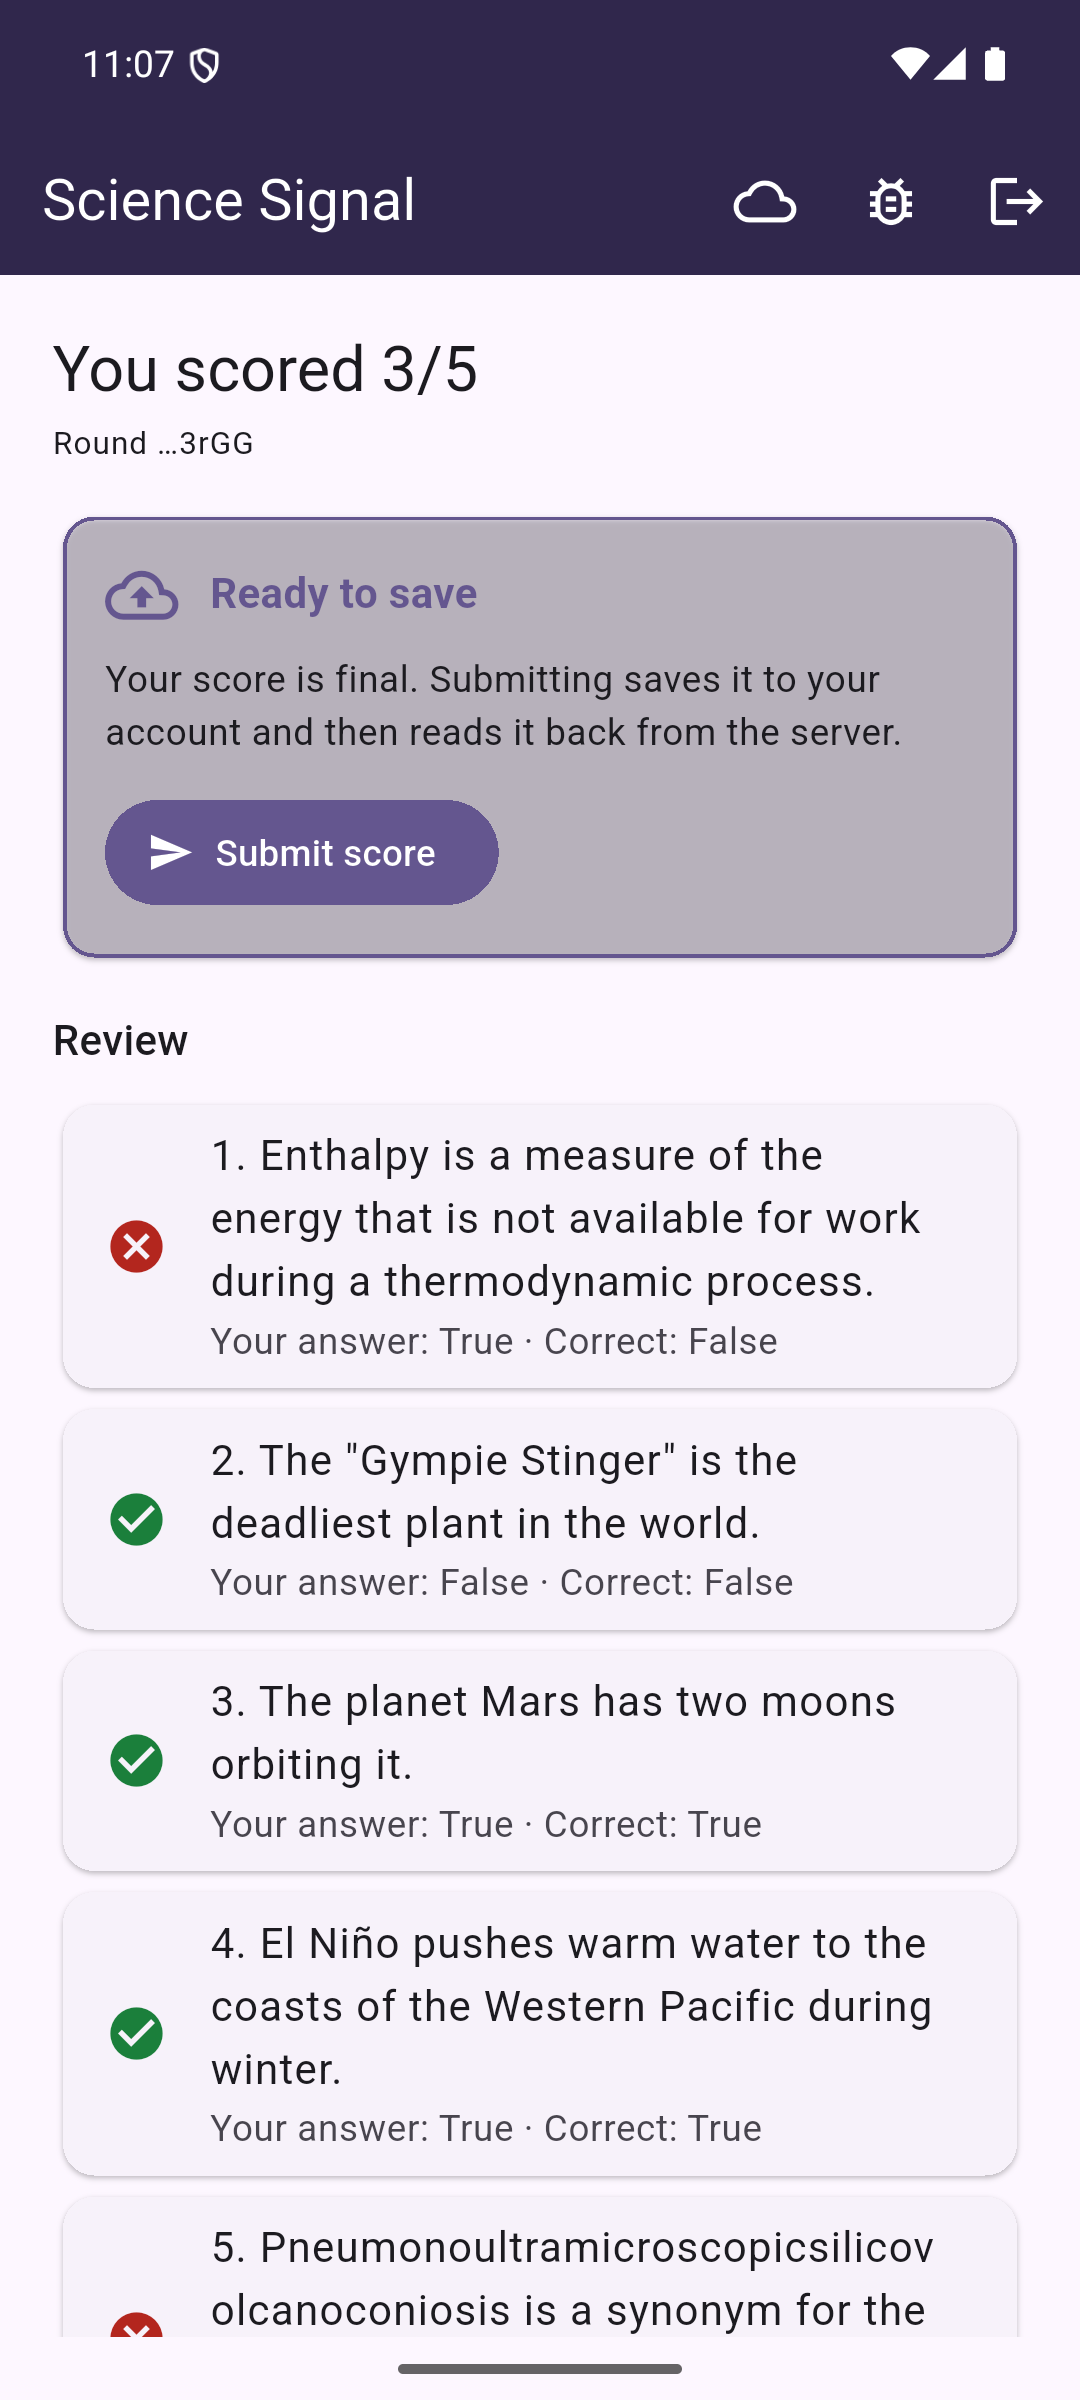 11:07
Science Signal
You scored 3/5
Round …3rGG
Ready to save
Your score is final. Submitting saves it to your
account and then reads it back from the server.
Submit score
Review
1. Enthalpy is a measure of the
energy that is not available for work
during a thermodynamic process.
Your answer: True · Correct: False
2. The "Gympie Stinger" is the
deadliest plant in the world.
Your answer: False · Correct: False
3. The planet Mars has two moons
orbiting it.
Your answer: True · Correct: True
4. El Niño pushes warm water to the
coasts of the Western Pacific during
winter.
Your answer: True · Correct: True
5. Pneumonoultramicroscopicsilicov
olcanoconiosis is a synonym for the